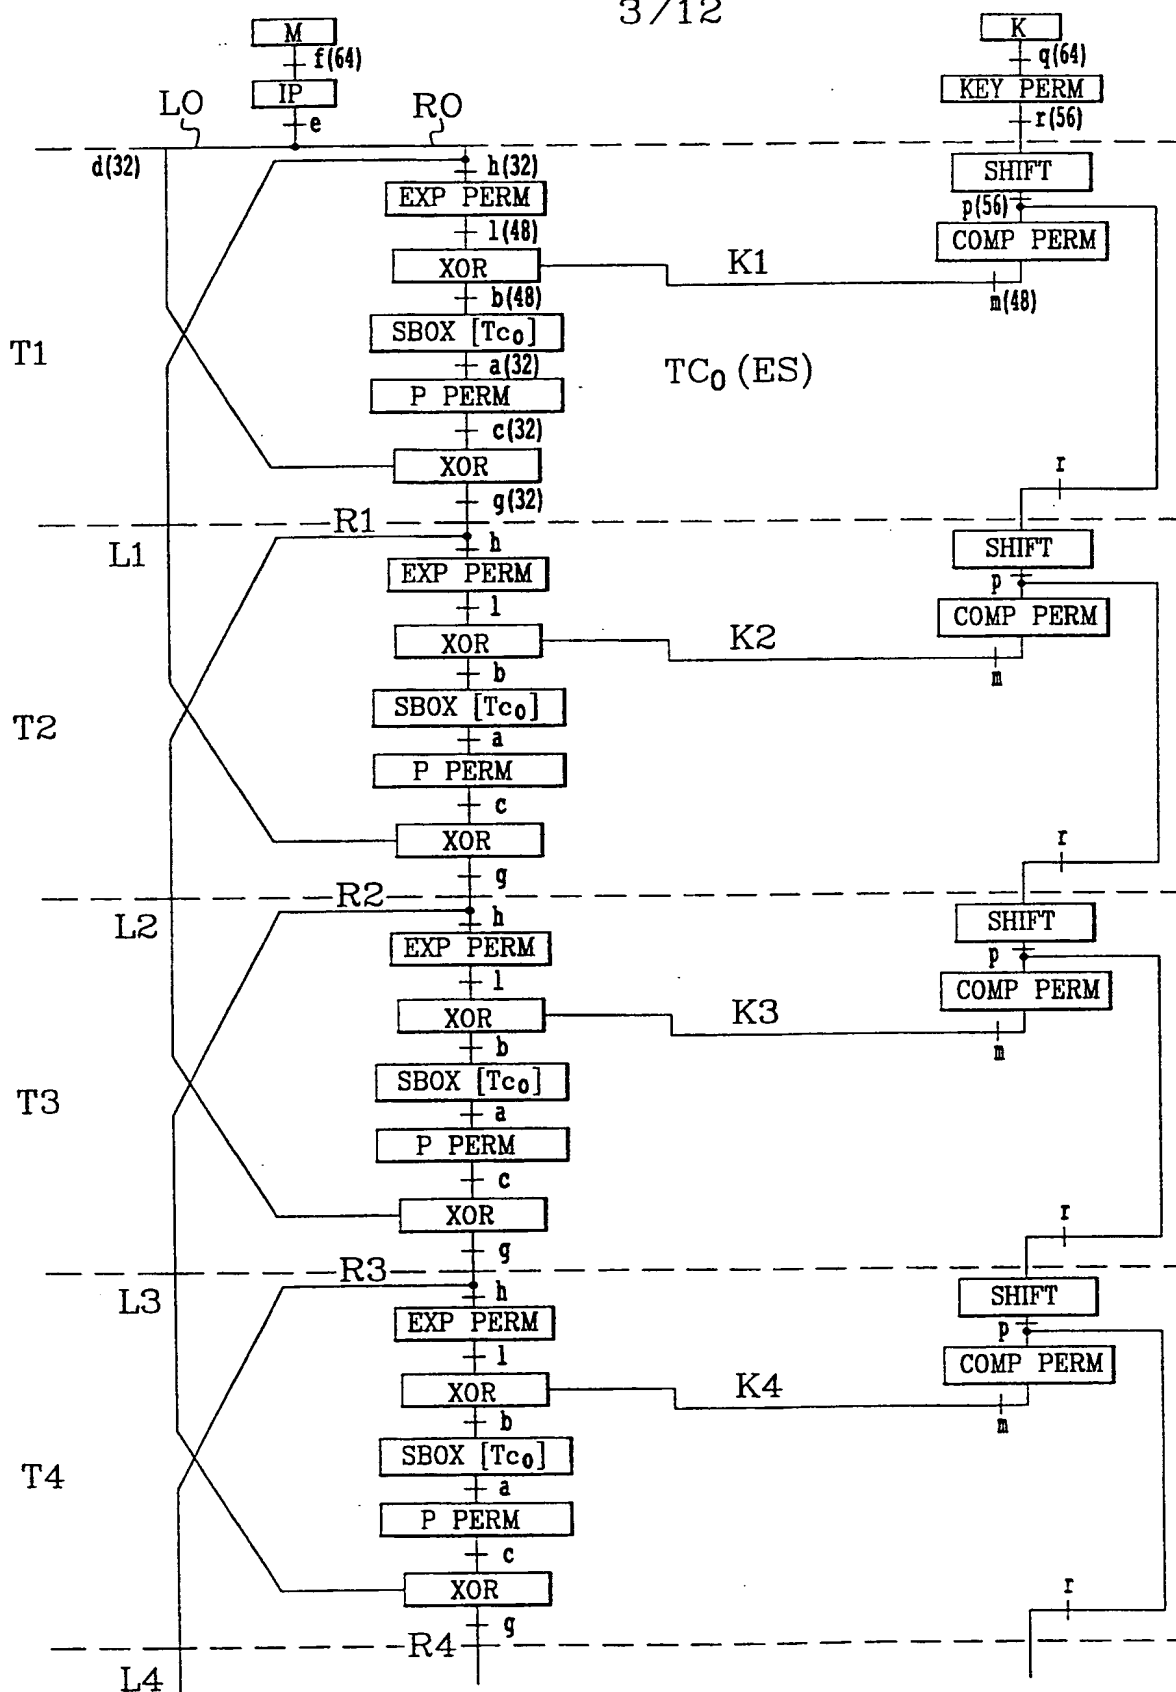 3/12
M
K
f(64)
q(64)
IP
KEY PERM
L0
R0
e
r(56)
d(32)
h(32)
SHIFT
EXP PERM
p(56)
l(48)
COMP PERM
XOR
K1
b(48)
m(48)
SBOX [Tc0]
T1
a(32)
TC0 (ES)
P PERM
c(32)
XOR
r
g(32)
R1
L1
h
SHIFT
EXP PERM
p
l
COMP PERM
XOR
K2
b
m
SBOX [Tc0]
T2
a
P PERM
c
XOR
r
g
R2
L2
h
SHIFT
EXP PERM
p
l
COMP PERM
XOR
K3
b
m
SBOX [Tc0]
T3
a
P PERM
c
XOR
r
g
R3
L3
h
SHIFT
EXP PERM
p
l
COMP PERM
XOR
K4
b
m
SBOX [Tc0]
T4
a
P PERM
c
XOR
r
g
R4
L4